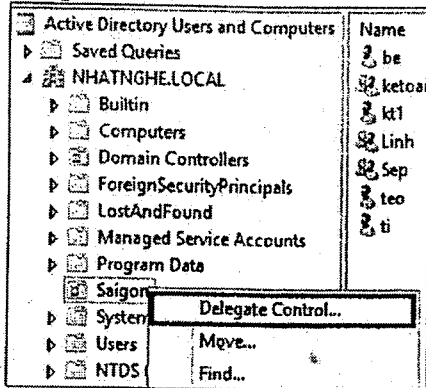 Active Directory Users and Computers
Saved Queries
NHATNGHE.LOCAL
Builtin
Computers
Domain Controllers
ForeignSecurityPrincipals
LostAndFound
Managed Service Accounts
Program Data
Saigon
System
Users
NTDS
Name
be
ketoa
kt1
Linh
Sep
teo
ti
Delegate Control...
Move...
Find...